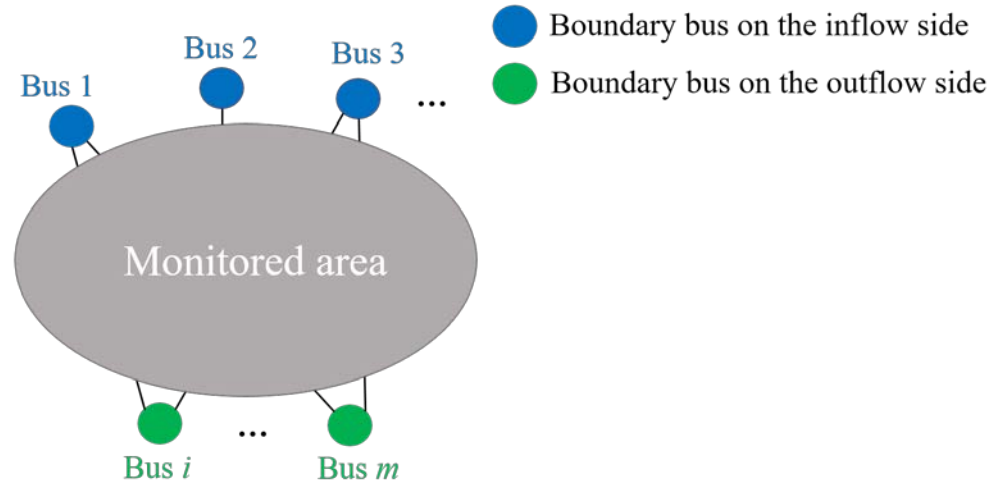 Boundary bus on the inflow side
Boundary bus on the outflow side
Bus 1
Bus 2
Bus 3
...
Monitored area
...
Bus i
Bus m